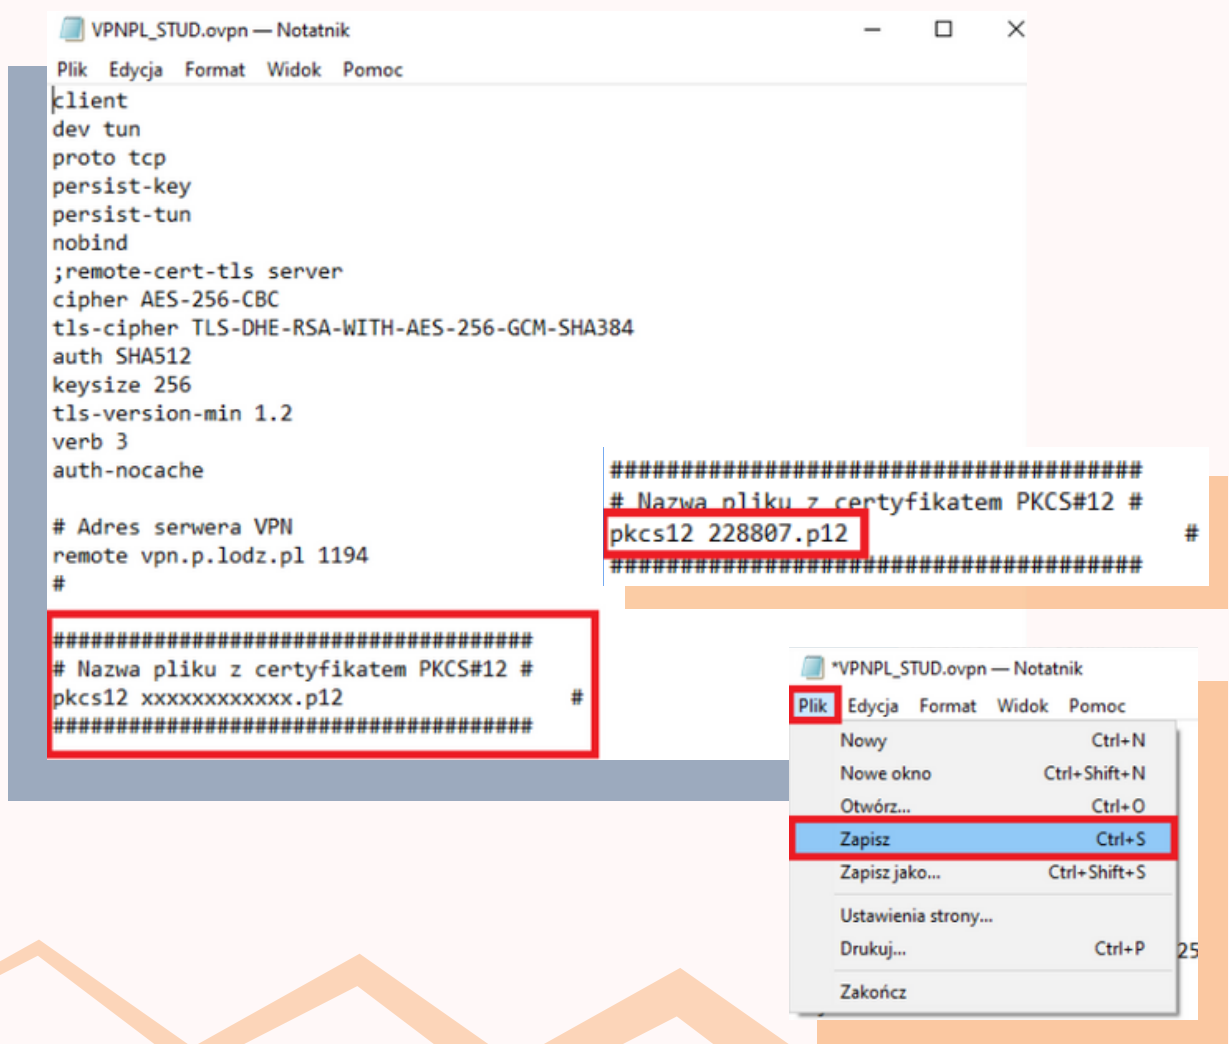 VPNPL_STUD.ovpn — Notatnik
Plik Edycja Format Widok Pomoc
client
dev tun
proto tcp
persist-key
persist-tun
nobind
;remote-cert-tls server
cipher AES-256-CBC
tls-cipher TLS-DHE-RSA-WITH-AES-256-GCM-SHA384
auth SHA512
keysize 256
tls-version-min 1.2
verb 3
auth-nocache
# Adres serwera VPN
remote vpn.p.lodz.pl 1194
#
######################################
# Nazwa pliku z certyfikatem PKCS#12 #
pkcs12 xxxxxxxxxxxx.p12 #
######################################
######################################
# Nazwa pliku z certyfikatem PKCS#12 #
pkcs12 228807.p12 #
######################################
*VPNPL_STUD.ovpn — Notatnik
Plik Edycja Format Widok Pomoc
Nowy Ctrl+N
Nowe okno Ctrl+Shift+N
Otwórz... Ctrl+O
Zapisz Ctrl+S
Zapisz jako... Ctrl+Shift+S
Ustawienia strony...
Drukuj... Ctrl+P
25
Zakończ